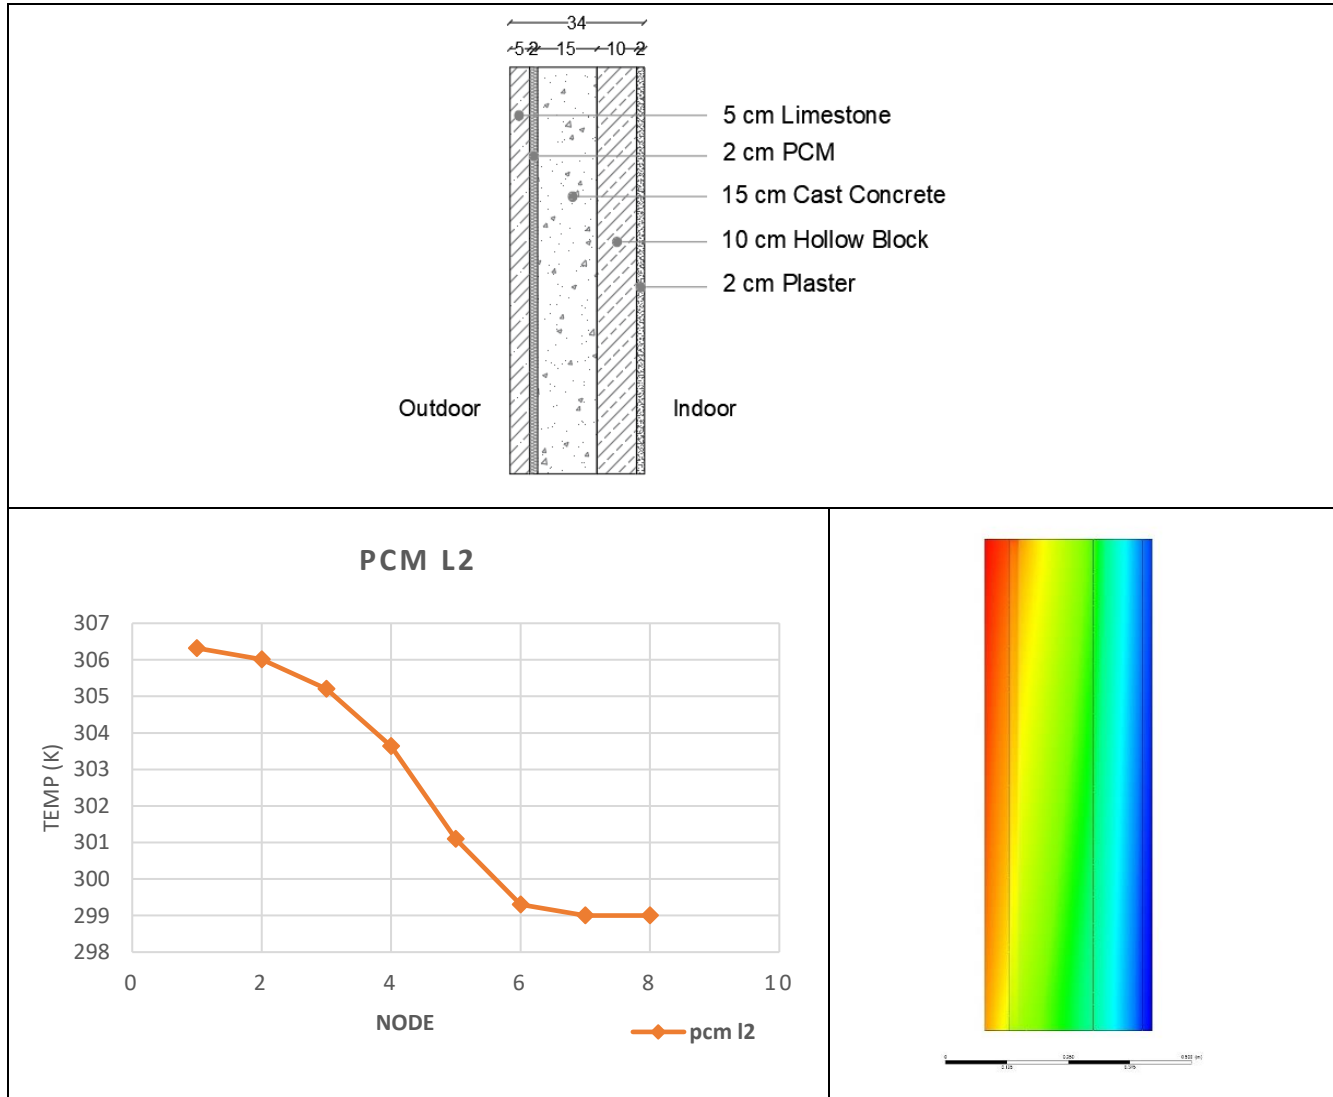 34
5 2 15 10 2
5 cm Limestone
2 cm PCM
15 cm Cast Concrete
10 cm Hollow Block
2 cm Plaster
Outdoor
Indoor
PCM L2
307
306
305
304
303
302
301
300
299
298
TEMP (K)
0 2 4 6 8 10
NODE
pcm l2